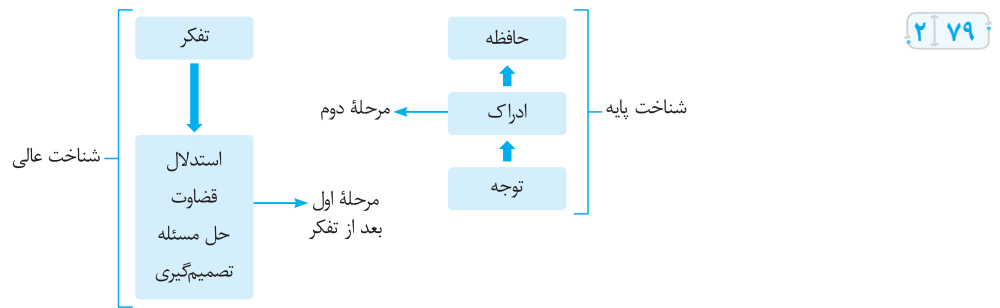 ۷۹ ۲
حافظه
ادراک
توجه
شناخت پایه
مرحلهٔ دوم
تفکر
استدلال
قضاوت
حل مسئله
تصمیم‌گیری
مرحلهٔ اول
بعد از تفکر
شناخت عالی